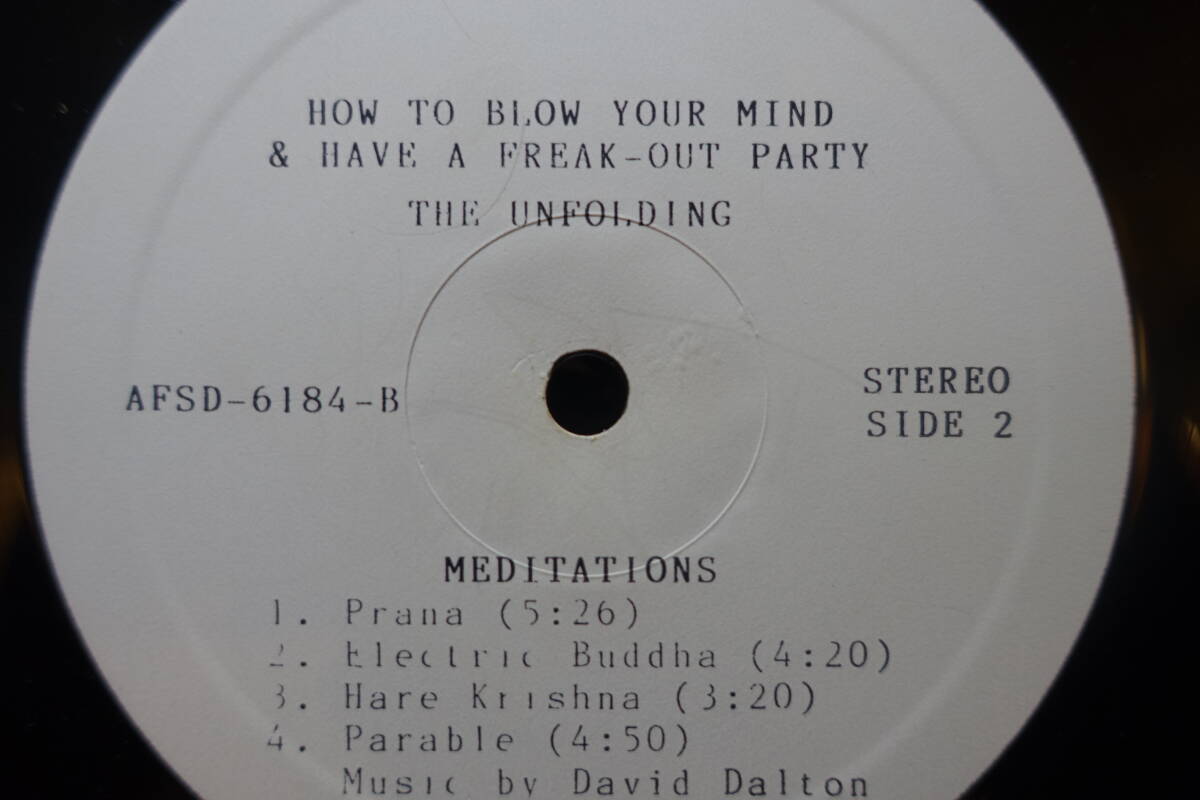 HOW TO BLOW YOUR MIND
& HAVE A FREAK-OUT PARTY
THE UNFOLDING
AFSD-6184-B
STEREO
SIDE 2
MEDITATIONS
1. Prana (5:26)
2. Electric Buddha (4:20)
3. Hare Krishna (3:20)
4. Parable (4:50)
Music by David Dalton